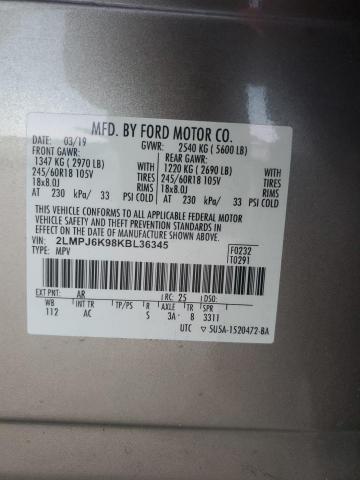 MFD. BY FORD MOTOR CO.
DATE: 03/19 GVWR: 2540 KG ( 5600 LB)
FRONT GAWR: REAR GAWR:
1347 KG ( 2970 LB) WITH 1220 KG ( 2690 LB) WITH
245/60R18 105V TIRES 245/60R18 105V TIRES
18x8.0J RIMS 18x8.0J RIMS
AT 230 kPa/ 33 PSI COLD AT 230 kPa/ 33 PSI COLD
THIS VEHICLE CONFORMS TO ALL APPLICABLE FEDERAL MOTOR
VEHICLE SAFETY AND THEFT PREVENTION STANDARDS IN EFFECT
ON THE DATE OF MANUFACTURE SHOWN ABOVE.
VIN: 2LMPJ6K98KBL36345 F0232
TYPE: MPV T0291
EXT PNT: AR RC: 25 DSO:
WB INT TR TP/PS R AXLE TR SPR
112 AC S 3A 8 3311
UTC 5U5A-1520472-BA